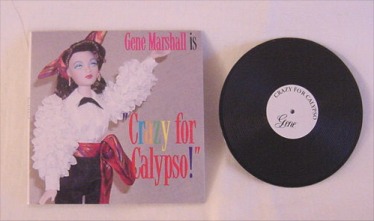 Gene Marshall is
"Crazy for
Calypso!"
CRAZY FOR CALYPSO
Gene